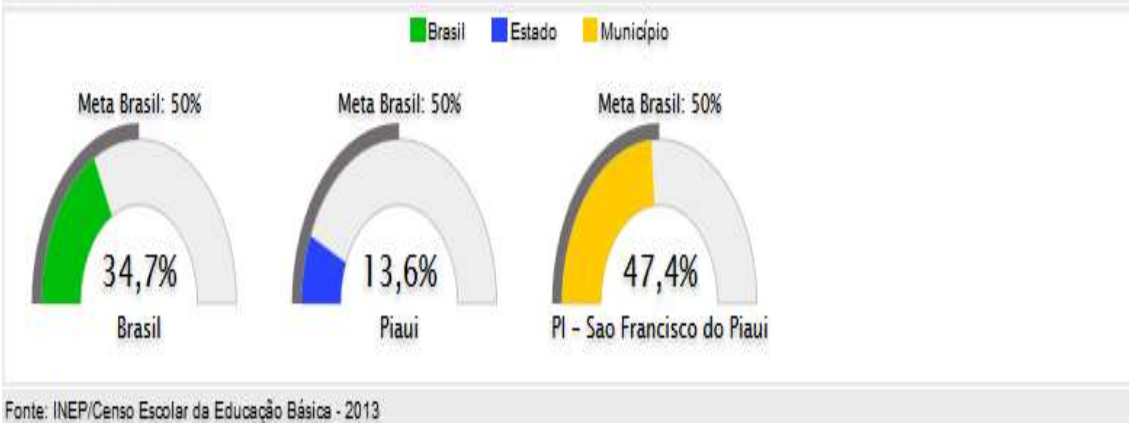 Brasil Estado Município
Meta Brasil: 50% Meta Brasil: 50% Meta Brasil: 50%
34,7% 13,6% 47,4%
Brasil Piaui PI - Sao Francisco do Piaui
Fonte: INEP/Censo Escolar da Educação Básica - 2013